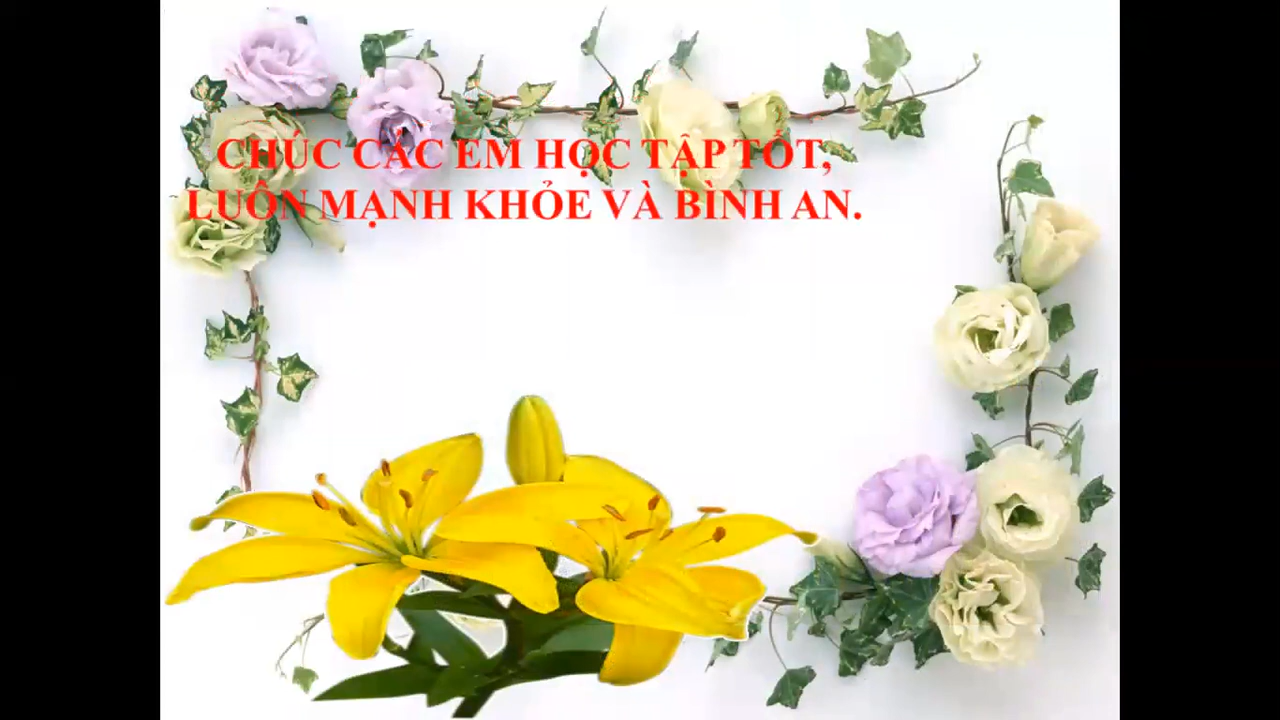 CHÚC CÁC EM HỌC TẬP TỐT,
LUÔN MẠNH KHỎE VÀ BÌNH AN.